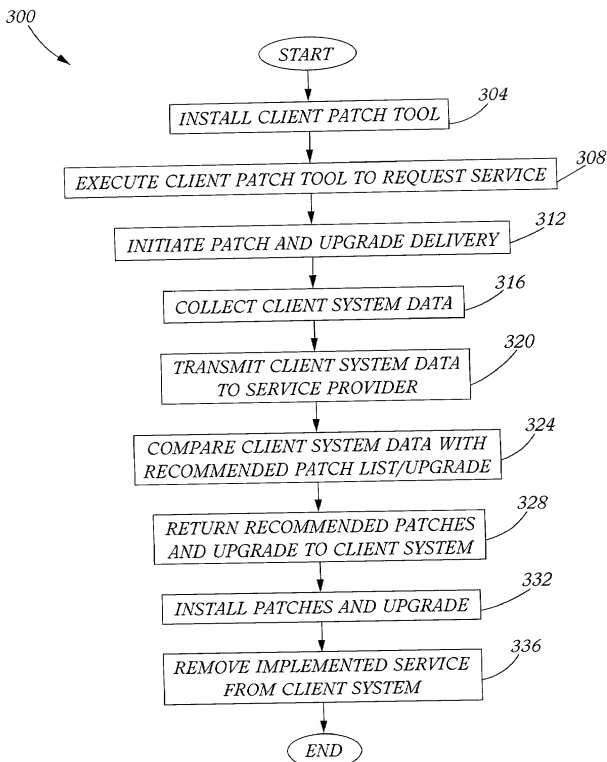 300
START
INSTALL CLIENT PATCH TOOL
304
EXECUTE CLIENT PATCH TOOL TO REQUEST SERVICE
308
INITIATE PATCH AND UPGRADE DELIVERY
312
COLLECT CLIENT SYSTEM DATA
316
TRANSMIT CLIENT SYSTEM DATA
TO SERVICE PROVIDER
320
COMPARE CLIENT SYSTEM DATA WITH
RECOMMENDED PATCH LIST/UPGRADE
324
RETURN RECOMMENDED PATCHES
AND UPGRADE TO CLIENT SYSTEM
328
INSTALL PATCHES AND UPGRADE
332
REMOVE IMPLEMENTED SERVICE
FROM CLIENT SYSTEM
336
END